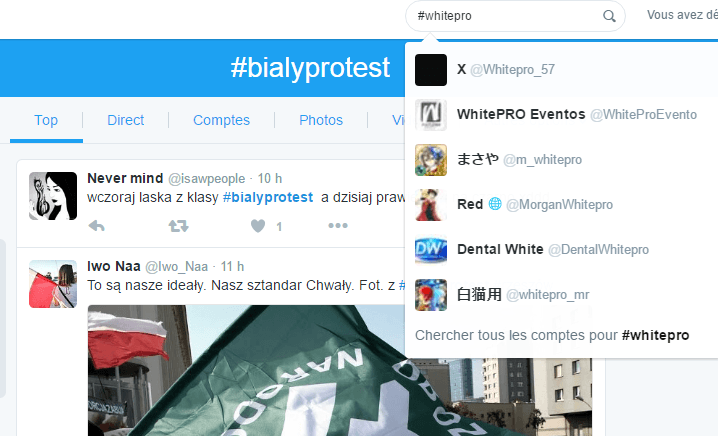 #whitepro
Vous avez dé
#bialyprotest
X @Whitepro_57
Top
Direct
Comptes
Photos
WhitePRO Eventos @WhiteProEvento
まさや @m_whitepro
Red @MorganWhitepro
Dental White @DentalWhitepro
白猫用 @whitepro_mr
Chercher tous les comptes pour #whitepro
Never mind @isawpeople · 10 h
wczoraj laska z klasy #bialyprotest a dzisiaj praw
1
Iwo Naa @Iwo_Naa · 11 h
To są nasze ideały. Nasz sztandar Chwały. Fot. z #